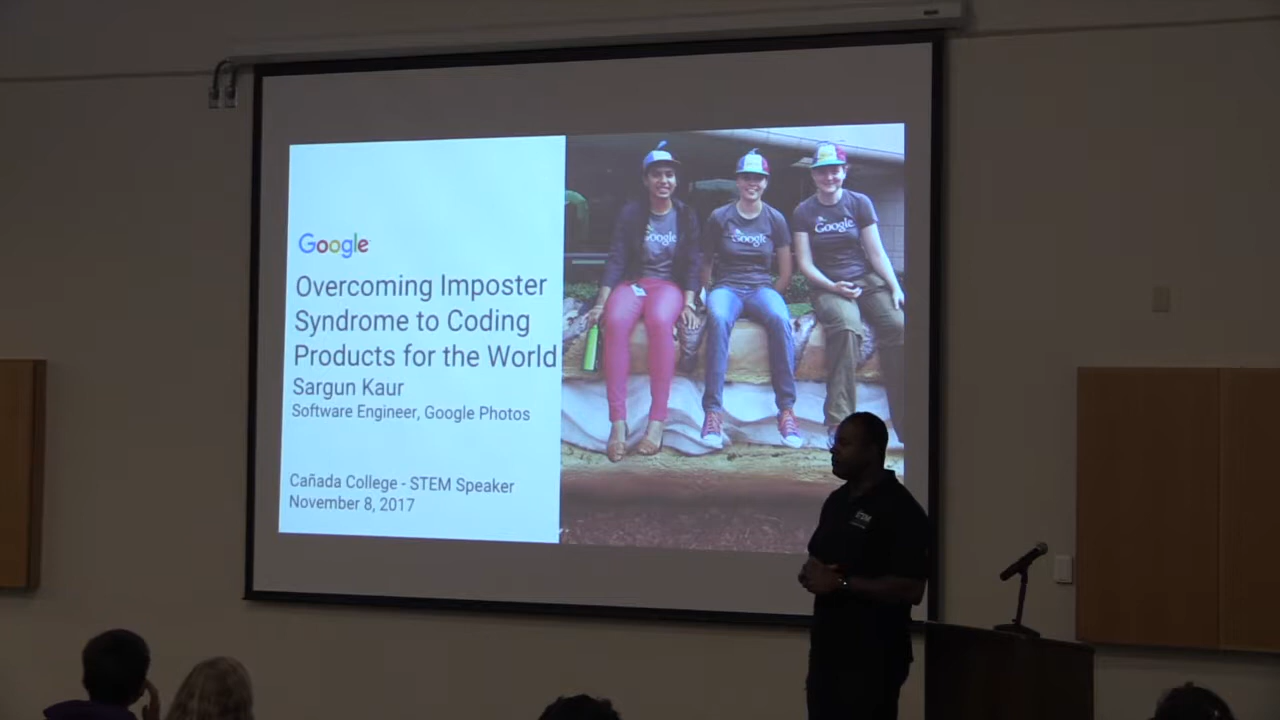 Google
Overcoming Imposter
Syndrome to Coding
Products for the World
Sargun Kaur
Software Engineer, Google Photos
Cañada College - STEM Speaker
November 8, 2017
Google
Google
Google
STEM